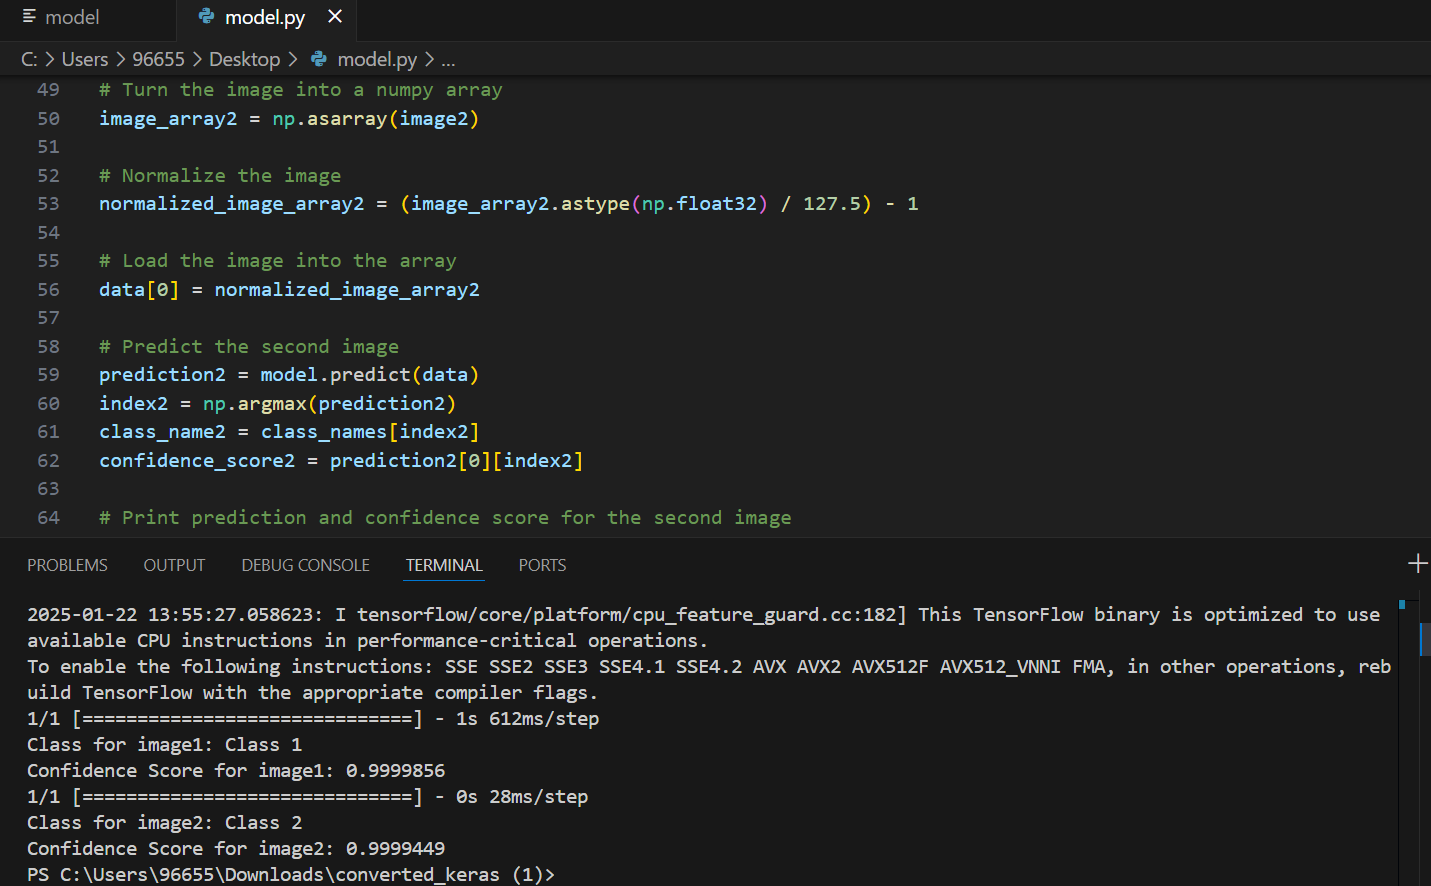 model
model.py
C: > Users > 96655 > Desktop > model.py > ...
49 # Turn the image into a numpy array
50 image_array2 = np.asarray(image2)
51
52 # Normalize the image
53 normalized_image_array2 = (image_array2.astype(np.float32) / 127.5) - 1
54
55 # Load the image into the array
56 data[0] = normalized_image_array2
57
58 # Predict the second image
59 prediction2 = model.predict(data)
60 index2 = np.argmax(prediction2)
61 class_name2 = class_names[index2]
62 confidence_score2 = prediction2[0][index2]
63
64 # Print prediction and confidence score for the second image
PROBLEMS OUTPUT DEBUG CONSOLE TERMINAL PORTS
2025-01-22 13:55:27.058623: I tensorflow/core/platform/cpu_feature_guard.cc:182] This TensorFlow binary is optimized to use
available CPU instructions in performance-critical operations.
To enable the following instructions: SSE SSE2 SSE3 SSE4.1 SSE4.2 AVX AVX2 AVX512F AVX512_VNNI FMA, in other operations, reb
uild TensorFlow with the appropriate compiler flags.
1/1 [==============================] - 1s 612ms/step
Class for image1: Class 1
Confidence Score for image1: 0.9999856
1/1 [==============================] - 0s 28ms/step
Class for image2: Class 2
Confidence Score for image2: 0.9999449
PS C:\Users\96655\Downloads\converted_keras (1)>